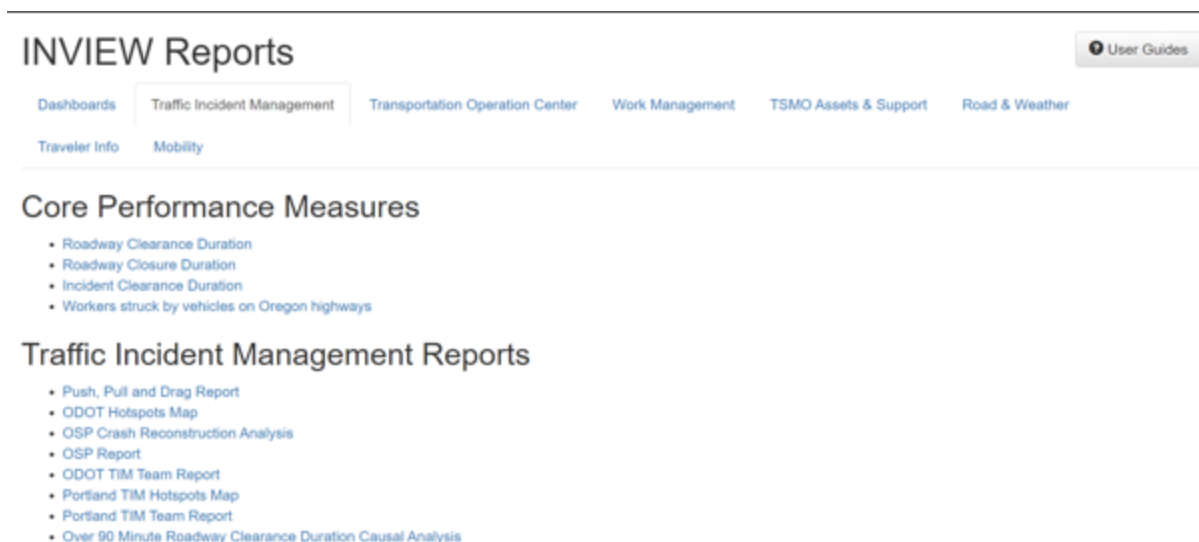 INVIEW Reports
User Guides
Dashboards Traffic Incident Management Transportation Operation Center Work Management TSMO Assets & Support Road & Weather
Traveler Info Mobility
Core Performance Measures
• Roadway Clearance Duration
• Roadway Closure Duration
• Incident Clearance Duration
• Workers struck by vehicles on Oregon highways
Traffic Incident Management Reports
• Push, Pull and Drag Report
• ODOT Hotspots Map
• OSP Crash Reconstruction Analysis
• OSP Report
• ODOT TIM Team Report
• Portland TIM Hotspots Map
• Portland TIM Team Report
• Over 90 Minute Roadway Clearance Duration Causal Analysis